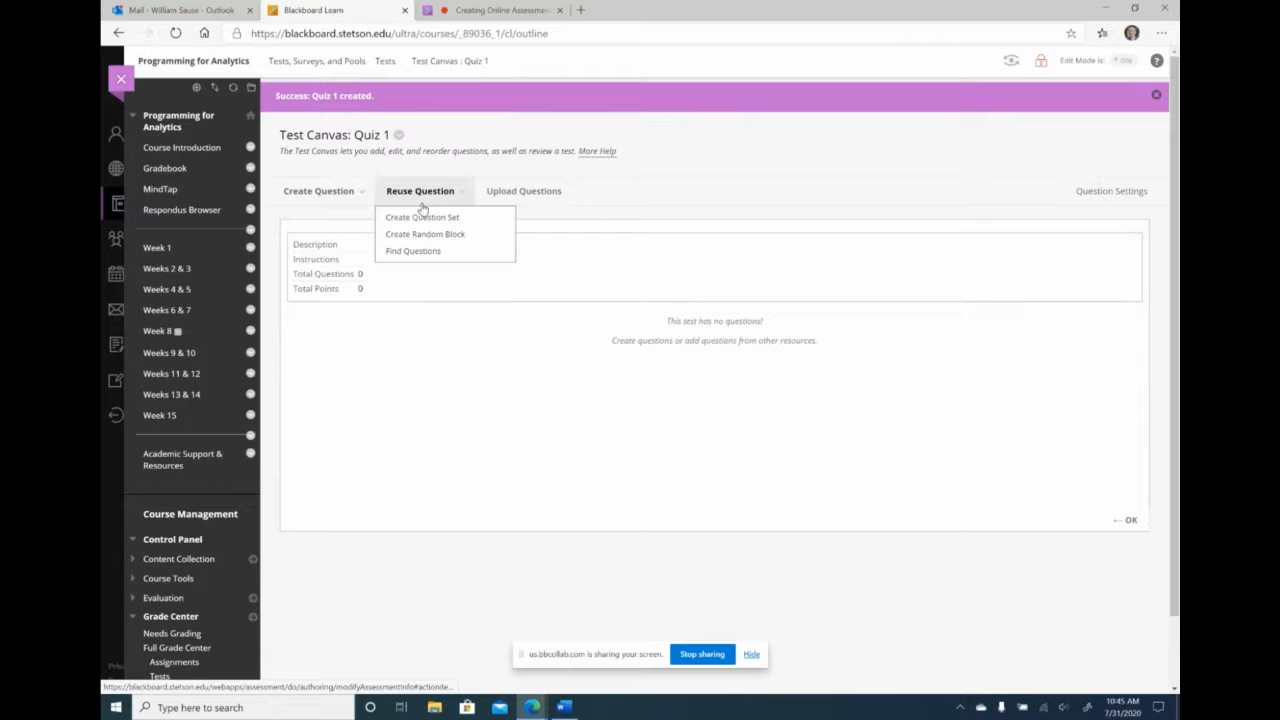 Mail - William Sause - Outlook
Blackboard Learn
Creating Online Assessmen
https://blackboard.stetson.edu/ultra/courses/_89036_1/cl/outline
Programming for Analytics
Tests, Surveys, and Pools
Tests
Test Canvas : Quiz 1
Edit Mode is: ON
Success: Quiz 1 created.
Programming for
Analytics
Course Introduction
Gradebook
MindTap
Respondus Browser
Week 1
Weeks 2 & 3
Weeks 4 & 5
Weeks 6 & 7
Week 8
Weeks 9 & 10
Weeks 11 & 12
Weeks 13 & 14
Week 15
Academic Support &
Resources
Course Management
Control Panel
Content Collection
Course Tools
Evaluation
Grade Center
Needs Grading
Full Grade Center
Assignments
Tests
Test Canvas: Quiz 1
The Test Canvas lets you add, edit, and reorder questions, as well as review a test. More Help
Create Question
Reuse Question
Upload Questions
Question Settings
Create Question Set
Create Random Block
Find Questions
Description
Instructions
Total Questions 0
Total Points 0
This test has no questions!
Create questions or add questions from other resources.
← OK
us.bbcollab.com is sharing your screen.
Stop sharing
Hide
https://blackboard.stetson.edu/webapps/assessment/do/authoring/modifyAssessmentInfo#actionite...
Type here to search
10:45 AM
7/31/2020